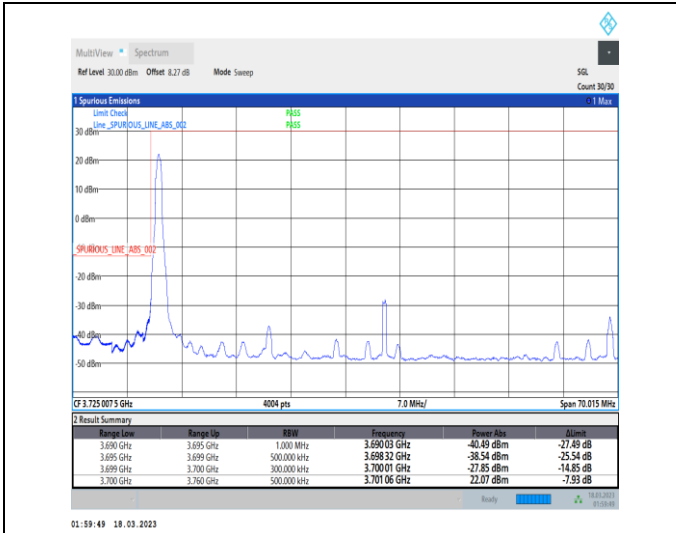 MultiView Spectrum
Ref Level 30.00 dBm Offset 8.27 dB Mode Sweep SGL
Count 30/30
1 Spurious Emissions 1 Max
Limit Check PASS
Line _SPURIOUS_LINE_ABS_002 PASS
30 dBm
20 dBm
10 dBm
0 dBm
_SPURIOUS_LINE_ABS_002
-20 dBm
-30 dBm
-40 dBm
-50 dBm
CF 3.725 007 5 GHz 4004 pts 7.0 MHz/ Span 70.015 MHz
2 Result Summary
Range Low Range Up RBW Frequency Power Abs ΔLimit
3.690 GHz 3.695 GHz 1.000 MHz 3.690 03 GHz -40.49 dBm -27.49 dB
3.695 GHz 3.699 GHz 500.000 kHz 3.698 32 GHz -38.54 dBm -25.54 dB
3.699 GHz 3.700 GHz 300.000 kHz 3.700 01 GHz -27.85 dBm -14.85 dB
3.700 GHz 3.760 GHz 500.000 kHz 3.701 06 GHz 22.07 dBm -7.93 dB
Ready 18.03.2023
01:59:49
01:59:49 18.03.2023